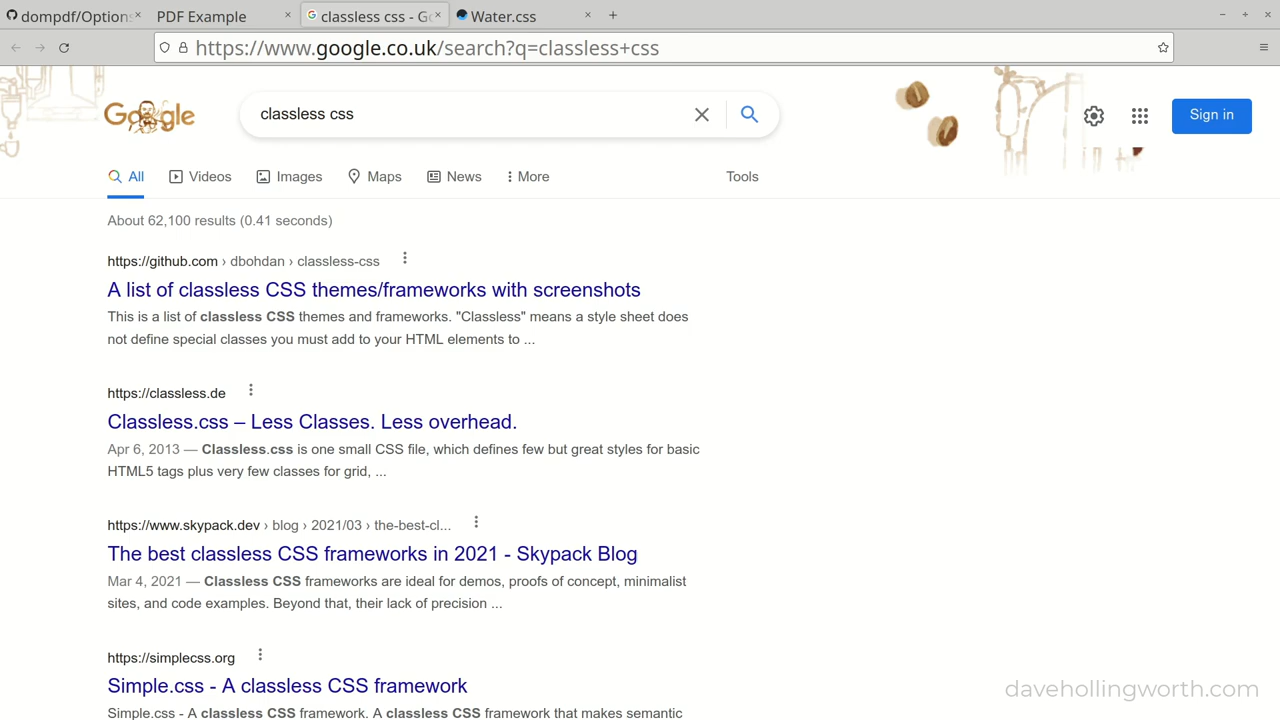 dompdf/Options
PDF Example
classless css - Go
Water.css
https://www.google.co.uk/search?q=classless+css
Google
classless css
Sign in
All
Videos
Images
Maps
News
More
Tools
About 62,100 results (0.41 seconds)
https://github.com › dbohdan › classless-css
A list of classless CSS themes/frameworks with screenshots
This is a list of classless CSS themes and frameworks. "Classless" means a style sheet does
not define special classes you must add to your HTML elements to ...
https://classless.de
Classless.css – Less Classes. Less overhead.
Apr 6, 2013 — Classless.css is one small CSS file, which defines few but great styles for basic
HTML5 tags plus very few classes for grid, ...
https://www.skypack.dev › blog › 2021/03 › the-best-cl...
The best classless CSS frameworks in 2021 - Skypack Blog
Mar 4, 2021 — Classless CSS frameworks are ideal for demos, proofs of concept, minimalist
sites, and code examples. Beyond that, their lack of precision ...
https://simplecss.org
Simple.css - A classless CSS framework
Simple.css - A classless CSS framework. A classless CSS framework that makes semantic
davehollingworth.com